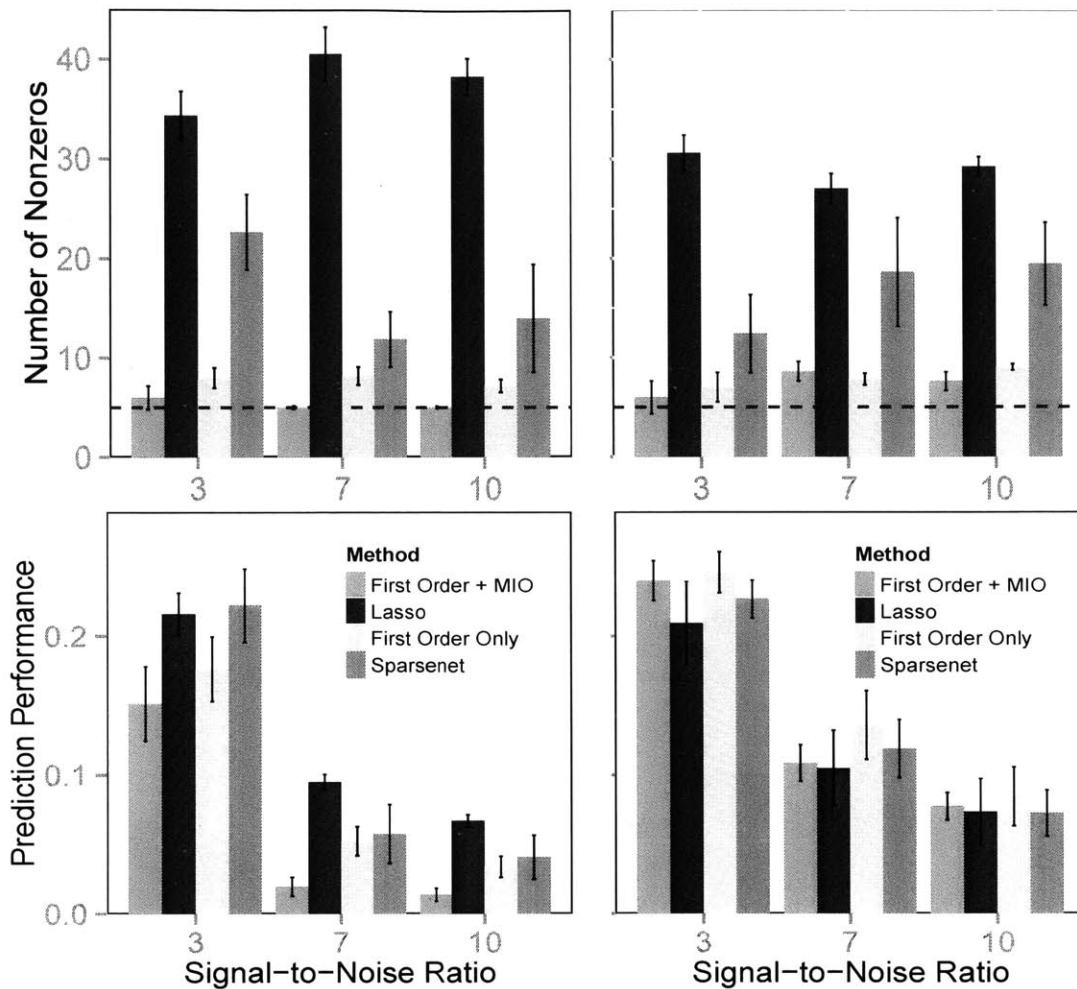 Number of Nonzeros
40
30
20
10
0
3
7
10
3
7
10
Prediction Performance
0.2
0.1
0.0
Method
First Order + MIO
Lasso
First Order Only
Sparsenet
3
7
10
Signal-to-Noise Ratio
Method
First Order + MIO
Lasso
First Order Only
Sparsenet
3
7
10
Signal-to-Noise Ratio